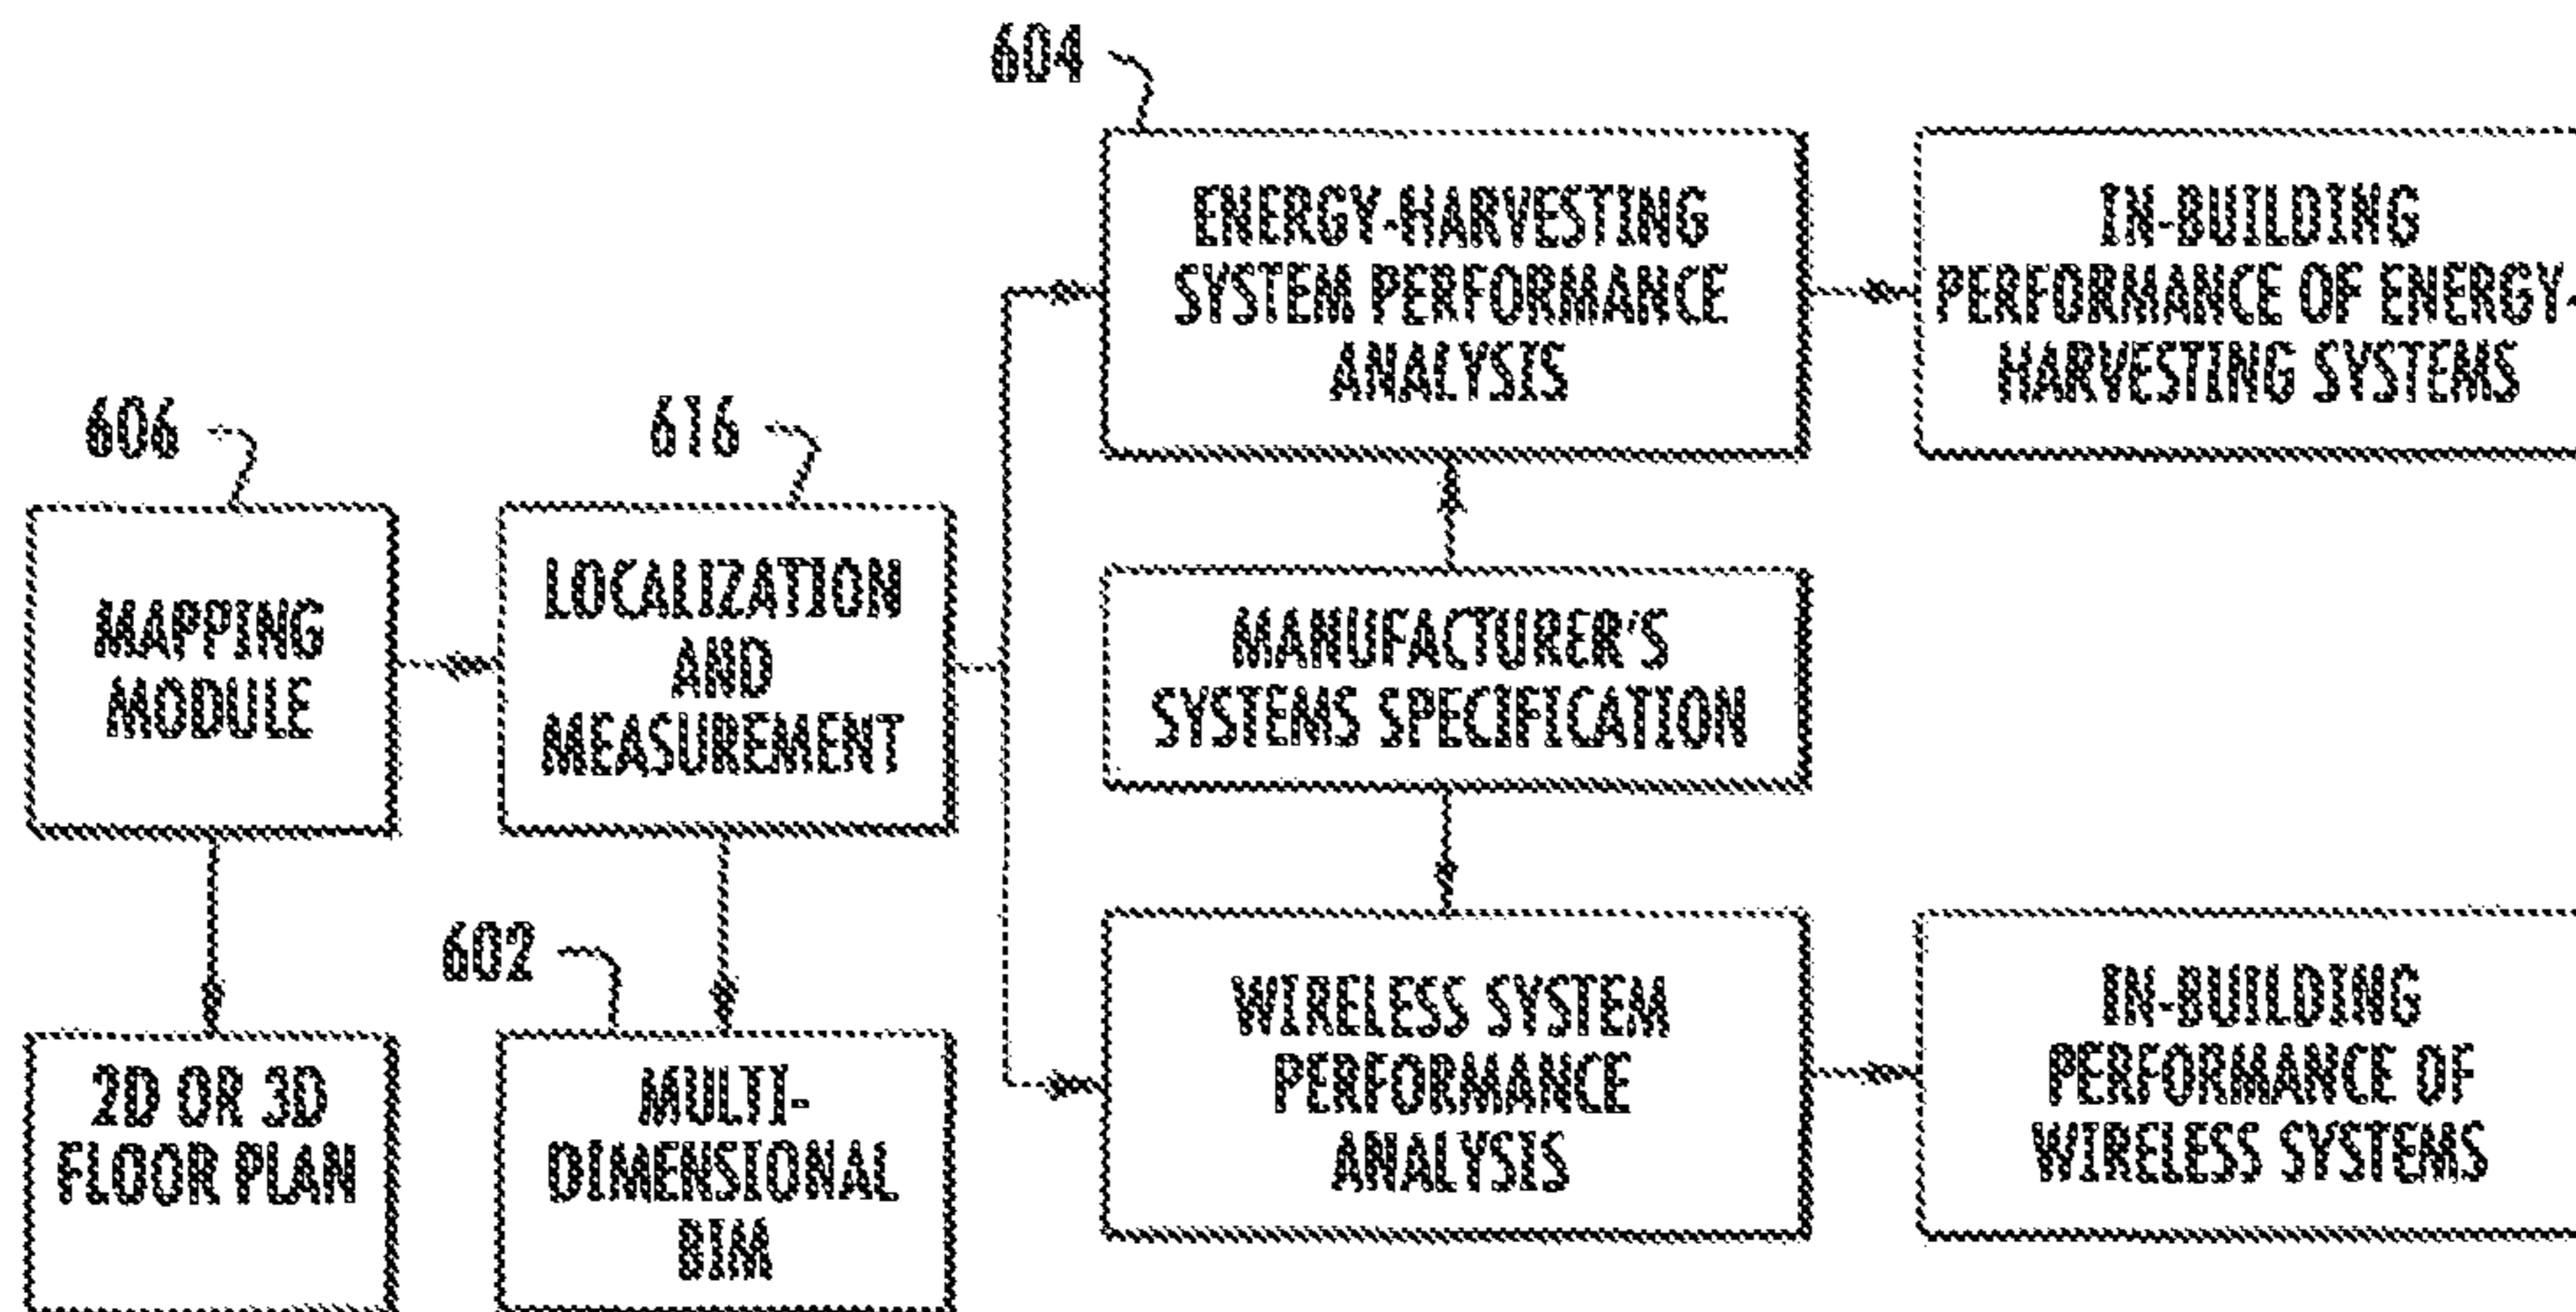 604
ENERGY-HARVESTING
SYSTEM PERFORMANCE
ANALYSIS
IN-BUILDING
PERFORMANCE OF ENERGY-
HARVESTING SYSTEMS
606
616
MAPPING
MODULE
LOCALIZATION
AND
MEASUREMENT
MANUFACTURER'S
SYSTEMS SPECIFICATION
602
2D OR 3D
FLOOR PLAN
MULTI-
DIMENSIONAL
BIM
WIRELESS SYSTEM
PERFORMANCE
ANALYSIS
IN-BUILDING
PERFORMANCE OF
WIRELESS SYSTEMS